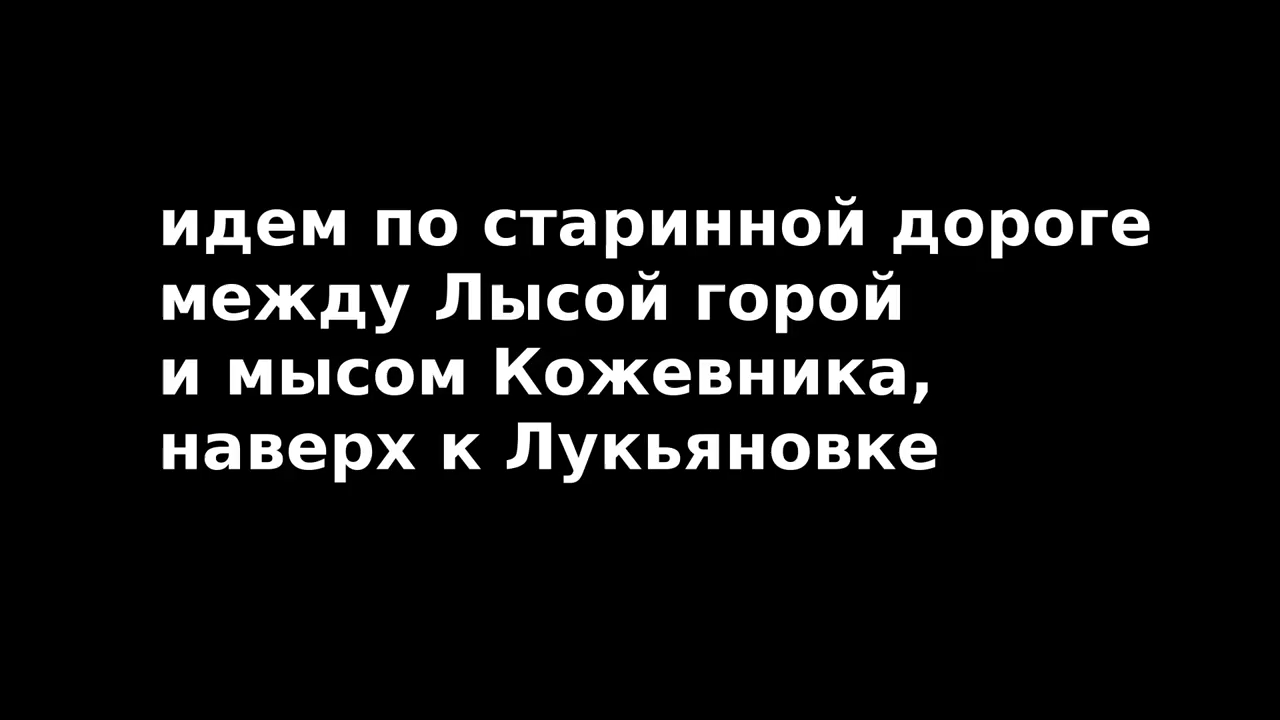 идем по старинной дороге
между Лысой горой
и мысом Кожевника,
наверх к Лукьяновке